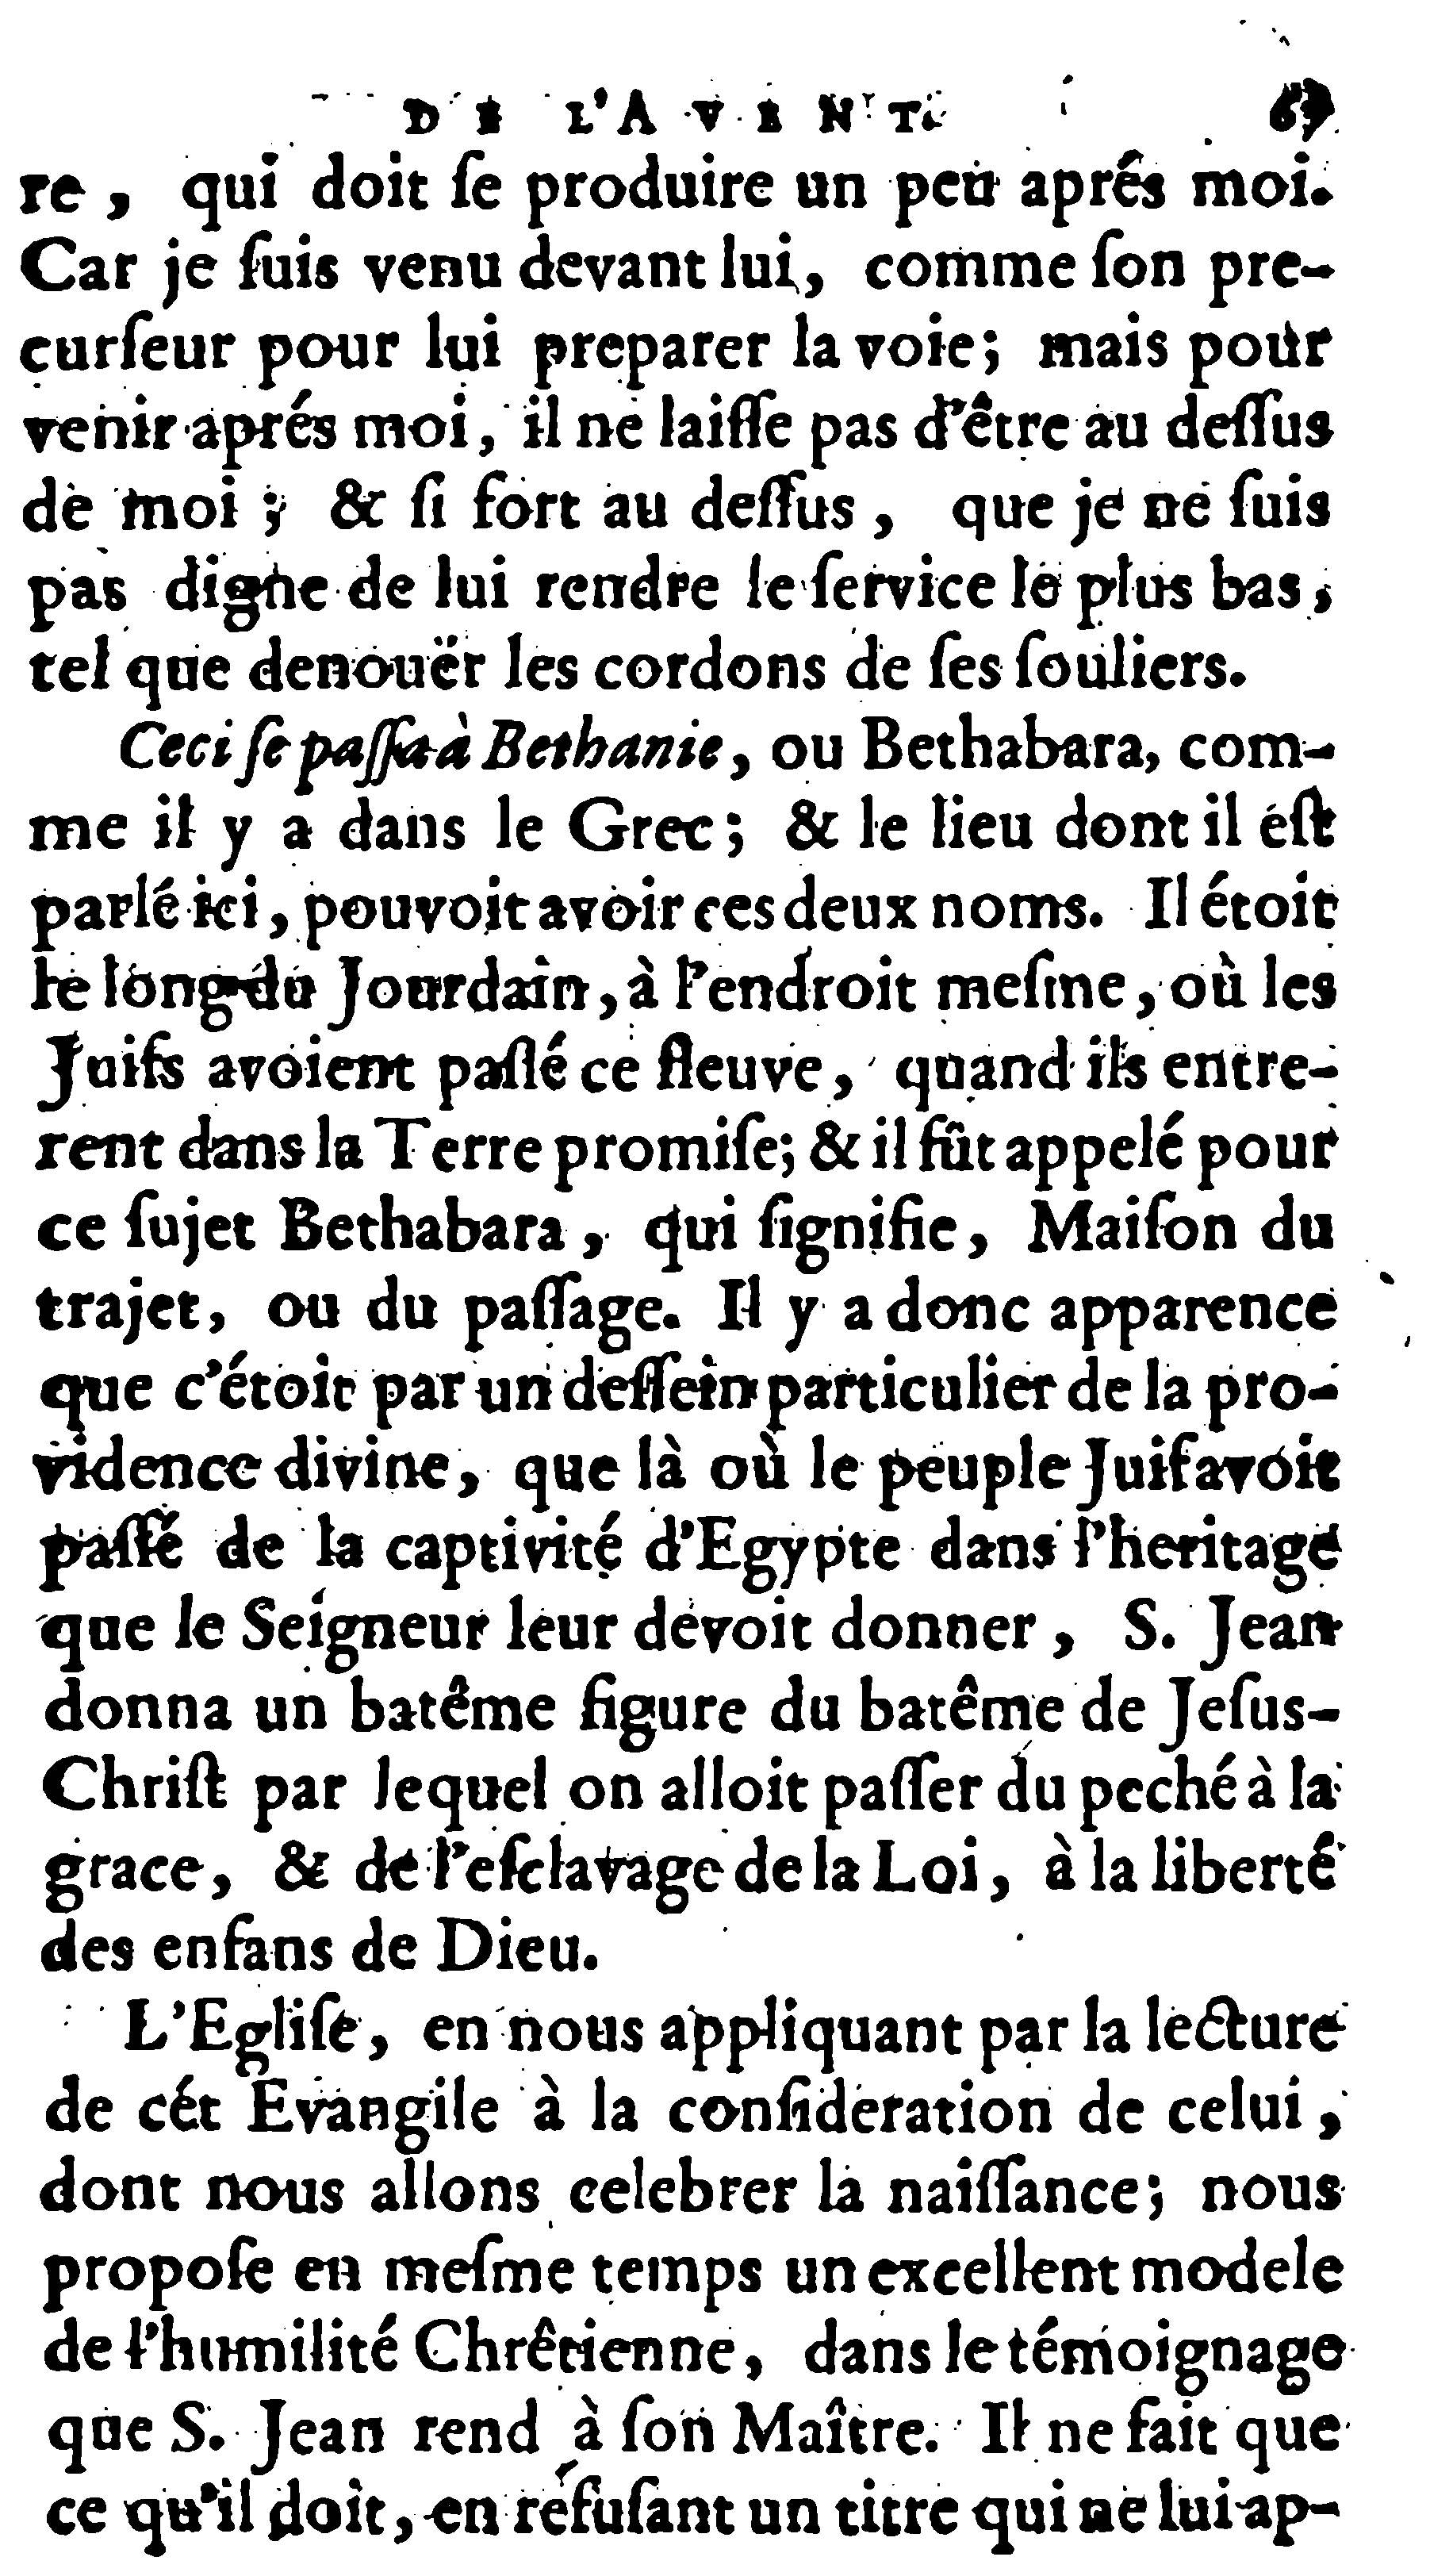 DE L'AVENT. 69
re, qui doit ſe produire un peu aprés moi.
Car je ſuis venu devant lui, comme ſon pre-
curſeur pour lui preparer la voie; mais pour
venir aprés moi, il ne laiſſe pas d'être au deſſus
de moi; & ſi fort au deſſus, que je ne ſuis
pas digne de lui rendre le ſervice le plus bas,
tel que denouër les cordons de ſes ſouliers.
Ceci ſe paſſa à Bethanie, ou Bethabara, com-
me il y a dans le Grec; & le lieu dont il eſt
parlé ici, pouvoit avoir ces deux noms. Il étoit
le long du Jourdain, à l'endroit meſme, où les
Juifs avoient paſſé ce fleuve, quand ils entre-
rent dans la Terre promiſe; & il fût appelé pour
ce ſujet Bethabara, qui ſignifie, Maiſon du
trajet, ou du paſſage. Il y a donc apparence
que c'étoit par un deſſein particulier de la pro-
vidence divine, que là où le peuple Juif avoit
paſſé de la captivité d'Egypte dans l'heritage
que le Seigneur leur devoit donner, S. Jean
donna un batême figure du batême de Jeſus-
Chriſt par lequel on alloit paſſer du peché à la
grace, & de l'eſclavage de la Loi, à la liberté
des enfans de Dieu.
L'Egliſe, en nous appliquant par la lecture
de cét Evangile à la conſideration de celui,
dont nous allons celebrer la naiſſance; nous
propoſe en meſme temps un excellent modele
de l'humilité Chrêtienne, dans le témoignage
que S. Jean rend à ſon Maître. Il ne fait que
ce qu'il doit, en réfuſant un titre qui ne lui ap-